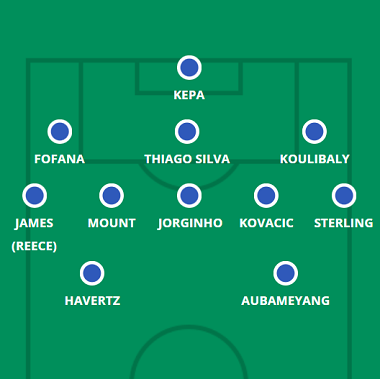 KEPA
FOFANA THIAGO SILVA KOULIBALY
JAMES MOUNT JORGINHO KOVACIC STERLING
(REECE)
HAVERTZ AUBAMEYANG